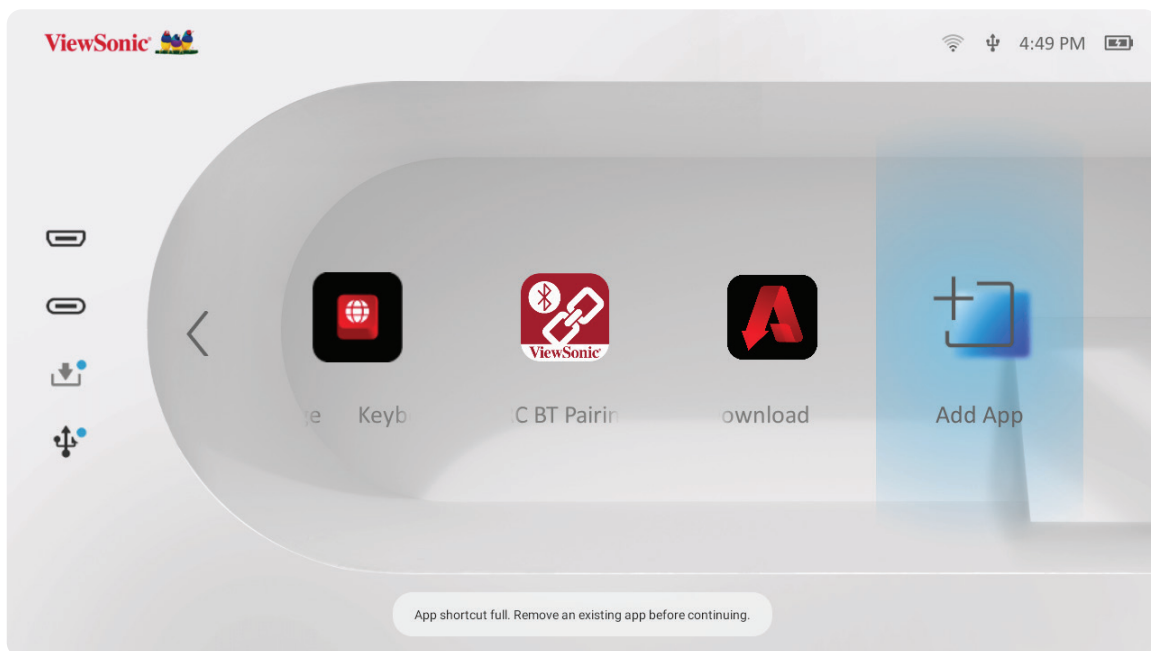 ViewSonic
4:49 PM
ViewSonic
Keyb
C BT Pairin
ownload
Add App
App shortcut full. Remove an existing app before continuing.